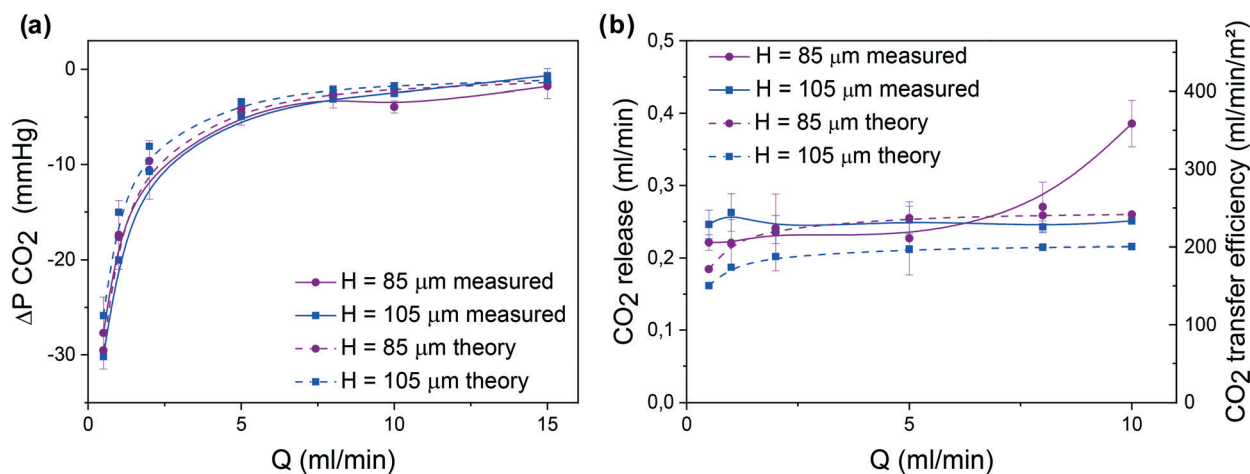 (a)
ΔP CO₂ (mmHg)
0
-10
-20
-30
0
5
10
15
Q (ml/min)
H = 85 μm measured
H = 105 μm measured
H = 85 μm theory
H = 105 μm theory
(b)
CO₂ release (ml/min)
0,5
0,4
0,3
0,2
0,1
0,0
0
5
10
Q (ml/min)
H = 85 μm measured
H = 105 μm measured
H = 85 μm theory
H = 105 μm theory
400
300
200
100
0
CO₂ transfer efficiency (ml/min/m²)